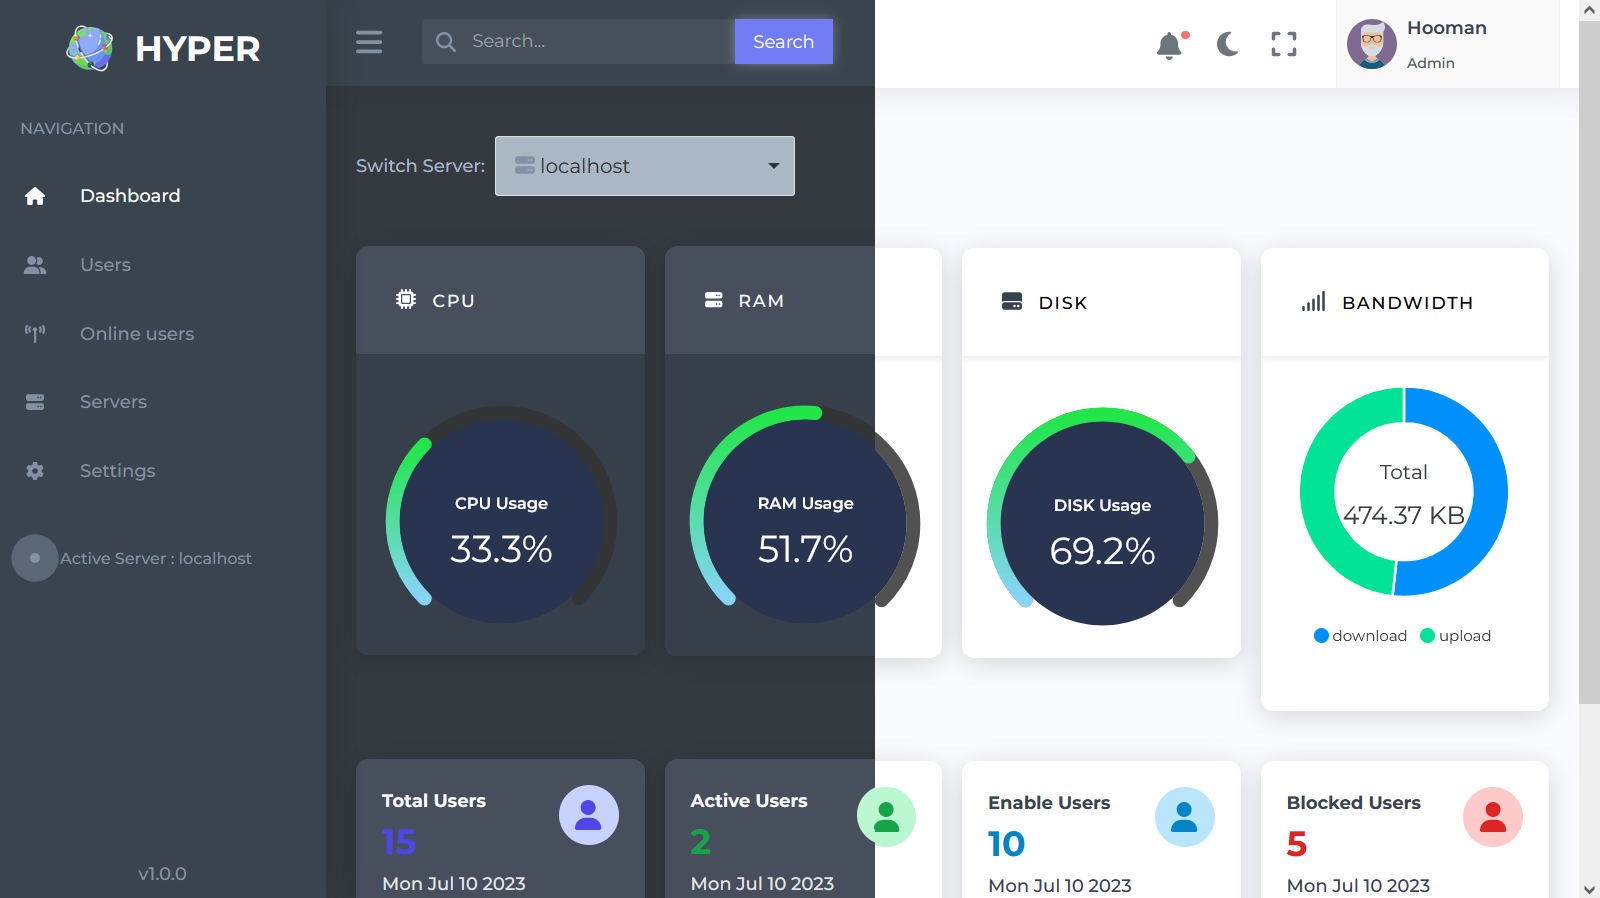 HYPER
Search...
Search
Hooman
Admin
NAVIGATION
Dashboard
Users
Online users
Servers
Settings
Active Server : localhost
v1.0.0
Switch Server:
localhost
CPU
CPU Usage
33.3%
RAM
RAM Usage
51.7%
DISK
DISK Usage
69.2%
BANDWIDTH
Total
474.37 KB
download
upload
Total Users
15
Mon Jul 10 2023
Active Users
2
Mon Jul 10 2023
Enable Users
10
Mon Jul 10 2023
Blocked Users
5
Mon Jul 10 2023